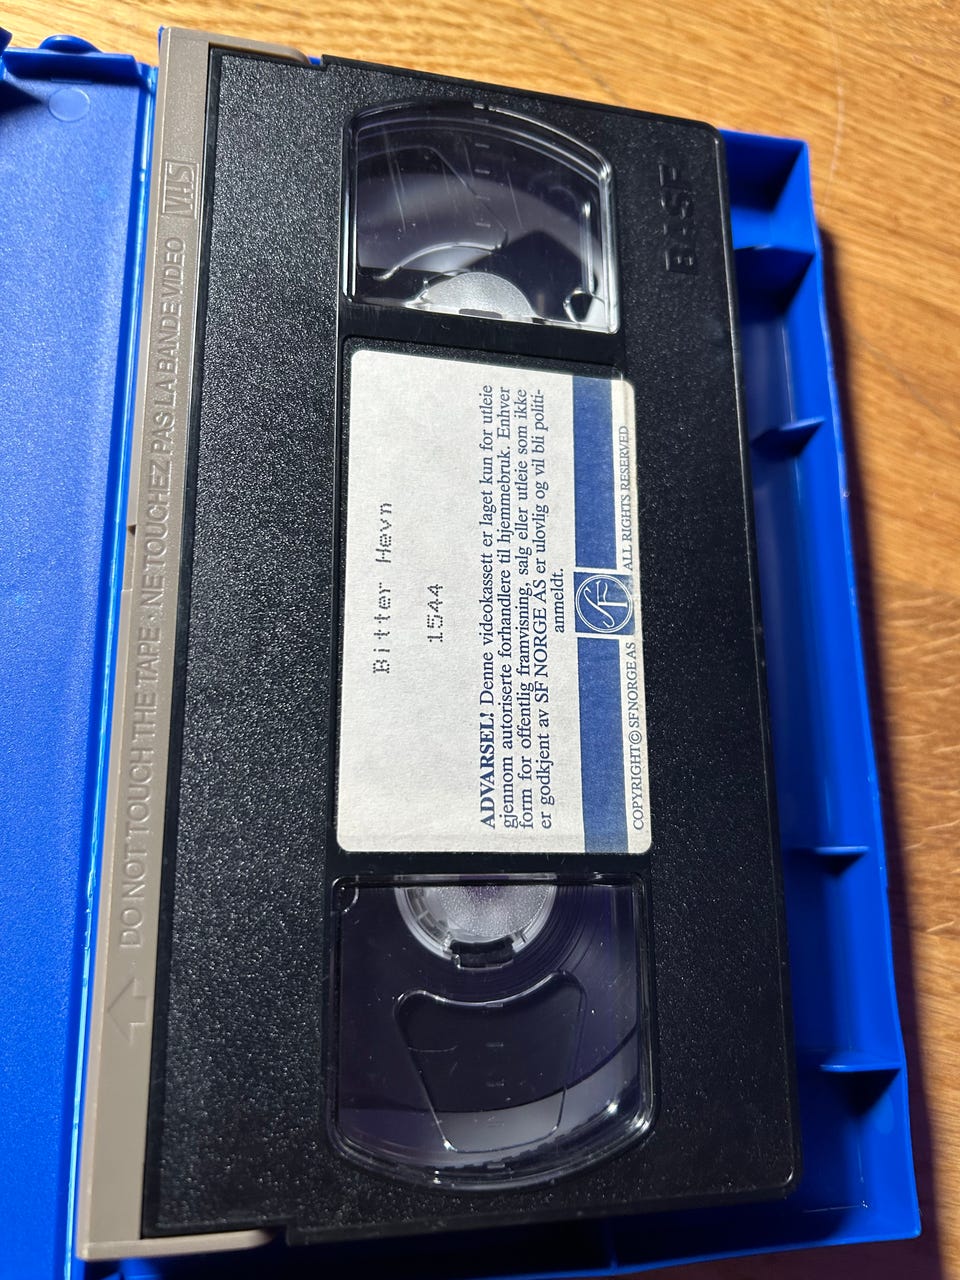 DO NOT TOUCH THE TAPE · NE TOUCHEZ PAS LA BANDE VIDEO VHS
Bitter Hevn
1544
ADVARSEL! Denne videokassett er laget kun for utleie
gjennom autoriserte forhandlere til hjemmebruk. Enhver
form for offentlig framvisning, salg eller utleie som ikke
er godkjent av SF NORGE AS er ulovlig og vil bli politi-
anmeldt.
SF
COPYRIGHT © SF NORGE AS ALL RIGHTS RESERVED
BASF